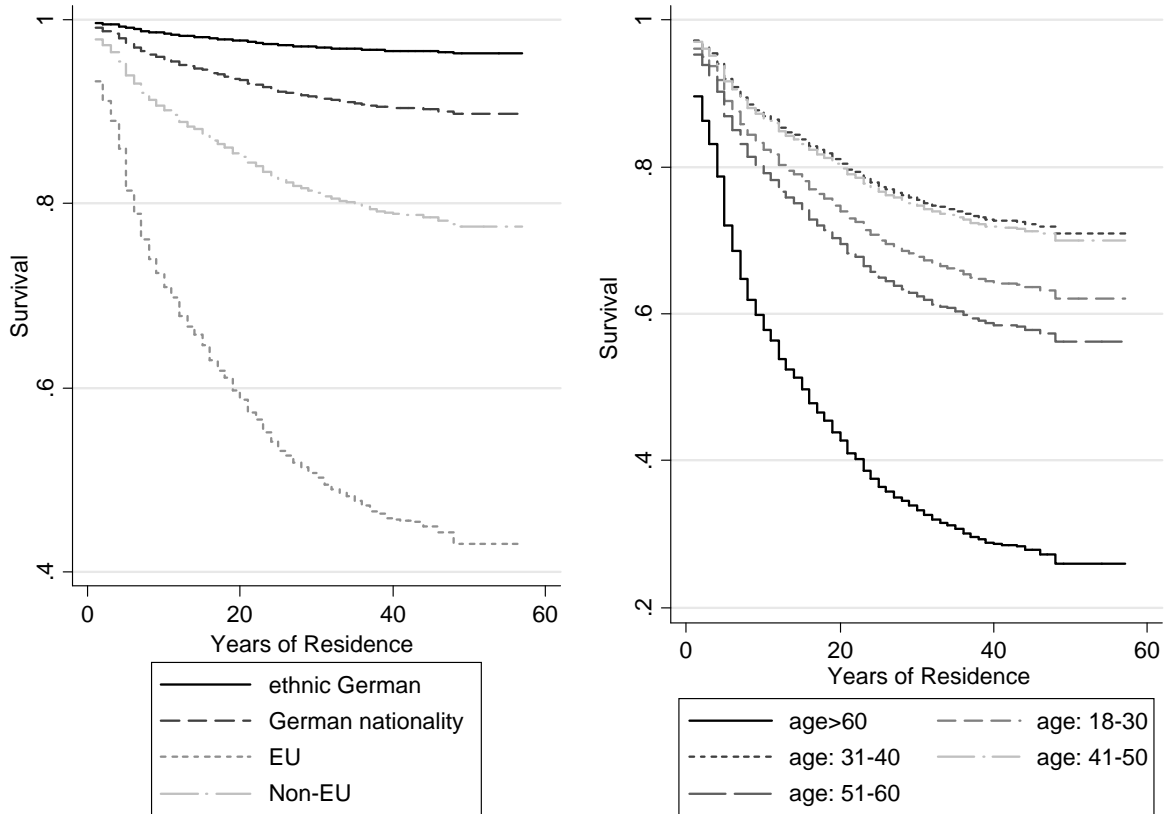 1
.8
.6
.4
Survival
0
20
40
60
Years of Residence
ethnic German
German nationality
EU
Non-EU
1
.8
.6
.4
.2
Survival
0
20
40
60
Years of Residence
age>60
age: 18-30
age: 31-40
age: 41-50
age: 51-60